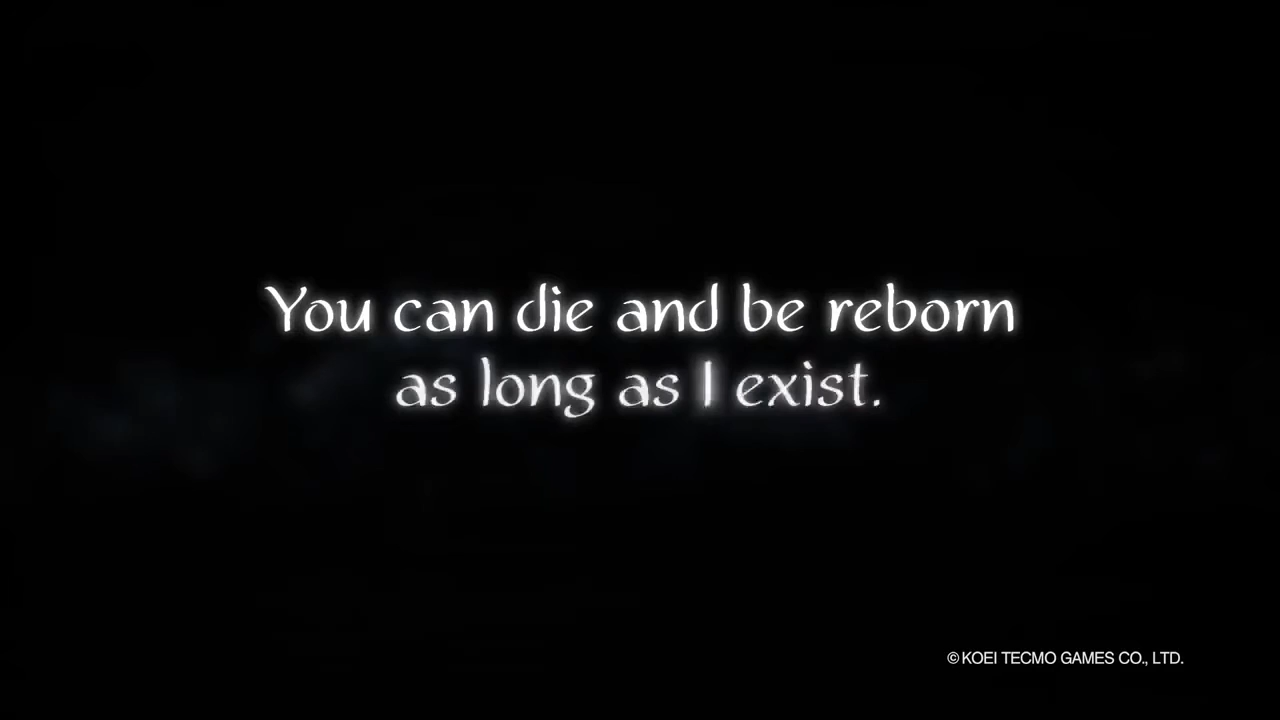 You can die and be reborn
as long as I exist.
© KOEI TECMO GAMES CO., LTD.